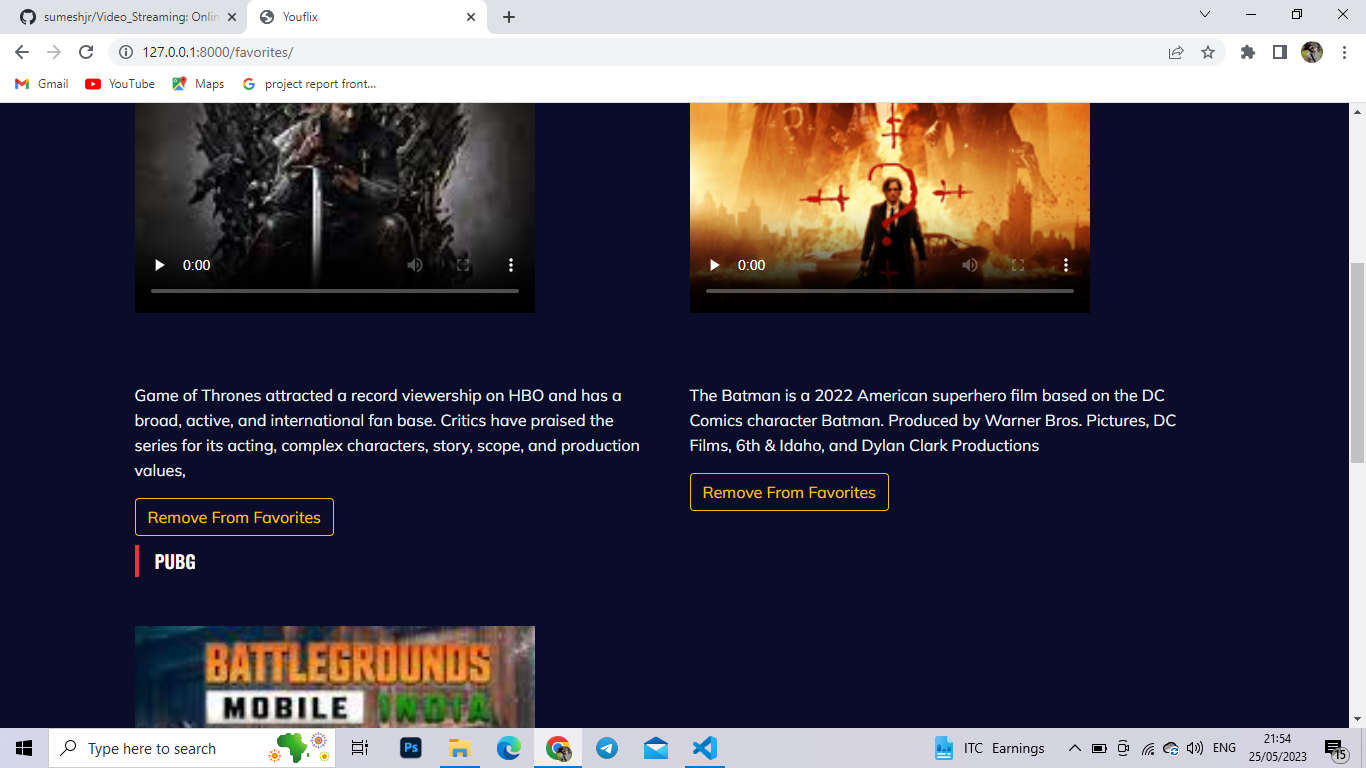 sumeshjr/Video_Streaming: Onlin
Youflix
127.0.0.1:8000/favorites/
Gmail
YouTube
Maps
project report front...
0:00
0:00
Game of Thrones attracted a record viewership on HBO and has a
broad, active, and international fan base. Critics have praised the
series for its acting, complex characters, story, scope, and production
values,
Remove From Favorites
The Batman is a 2022 American superhero film based on the DC
Comics character Batman. Produced by Warner Bros. Pictures, DC
Films, 6th & Idaho, and Dylan Clark Productions
Remove From Favorites
PUBG
BATTLEGROUNDS
MOBILE INDIA
Type here to search
Ps
ITC Earnings
ENG
21:54
25/05/2023
15